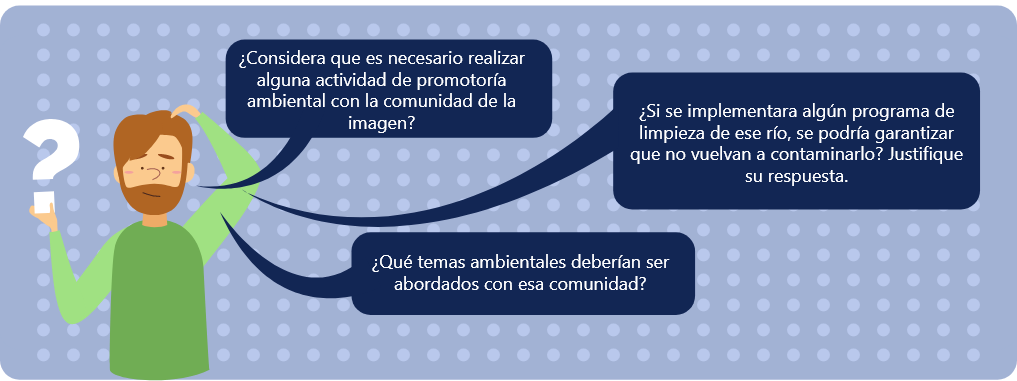 ¿Considera que es necesario realizar
alguna actividad de promotoría
ambiental con la comunidad de la
imagen?
¿Si se implementara algún programa de
limpieza de ese río, se podría garantizar
que no vuelvan a contaminarlo? Justifique
su respuesta.
¿Qué temas ambientales deberían ser
abordados con esa comunidad?
?